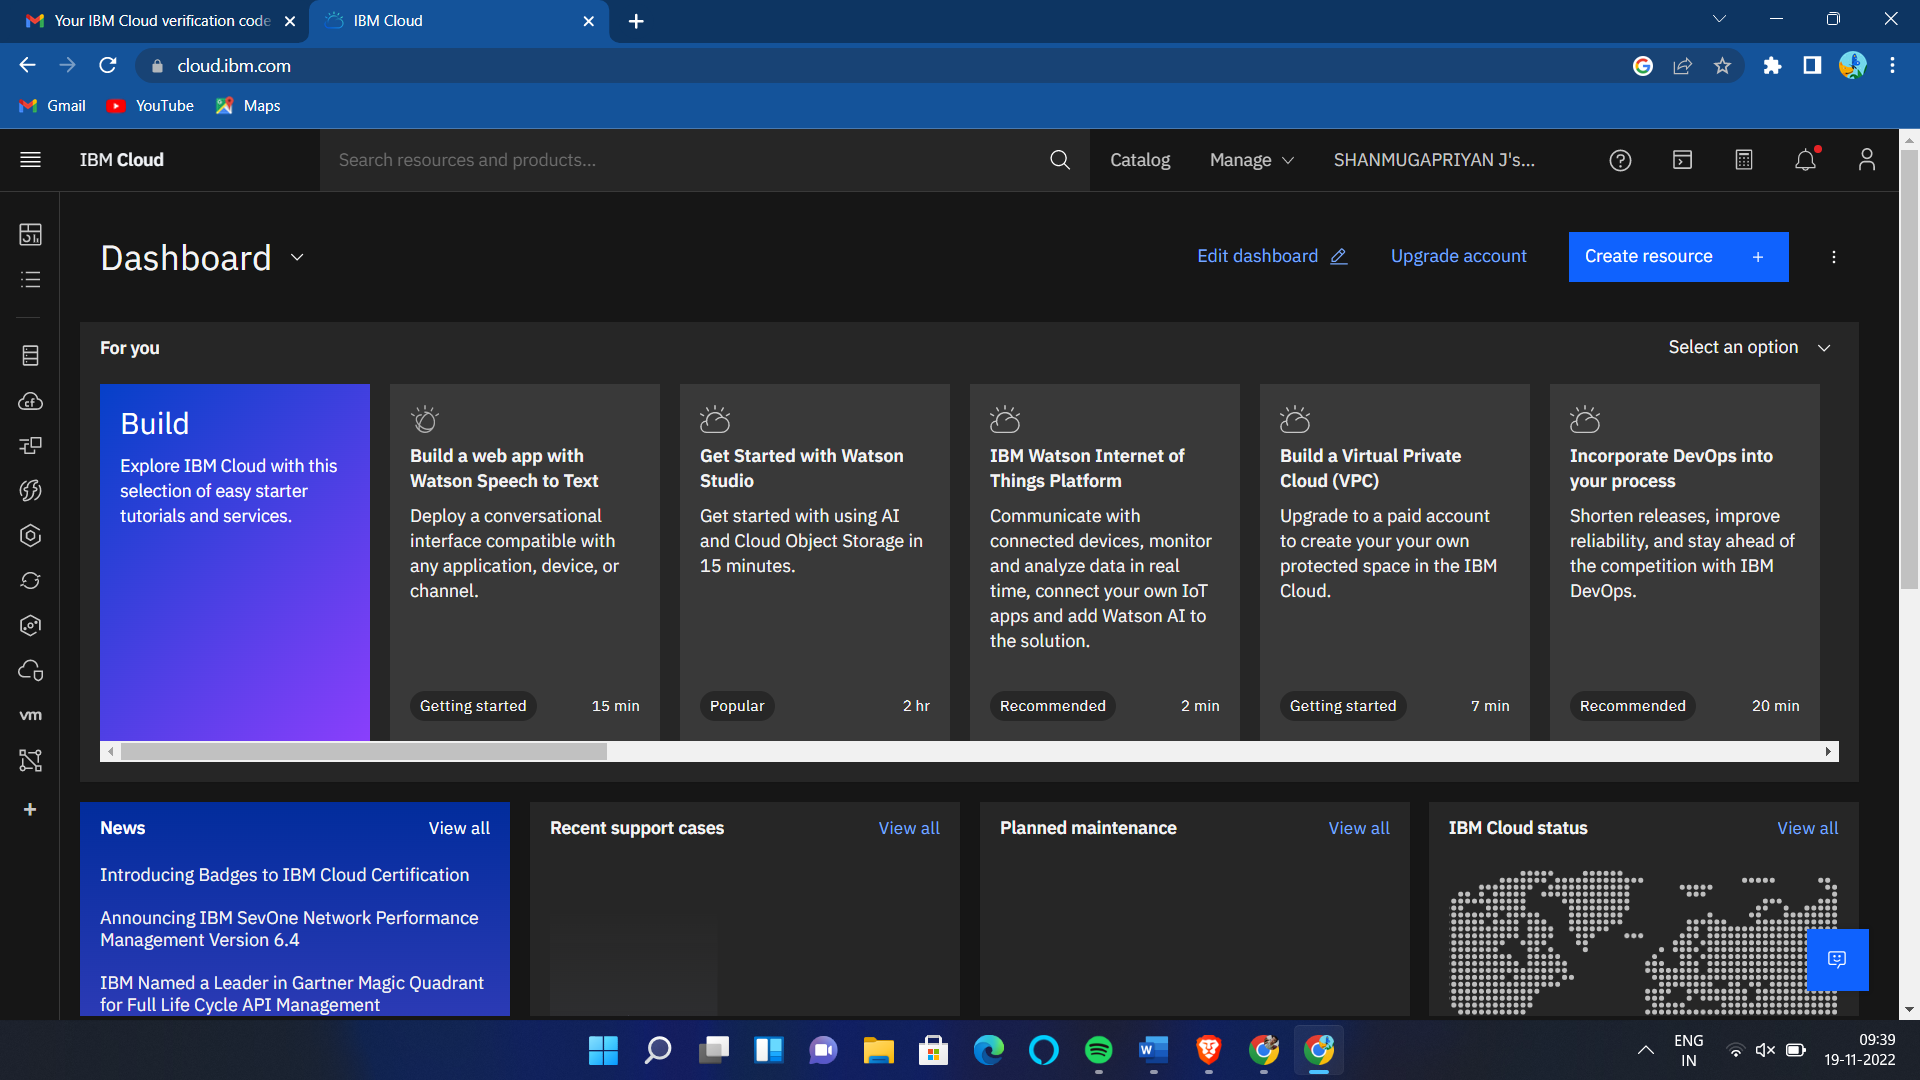 Your IBM Cloud verification code
IBM Cloud
cloud.ibm.com
Gmail
YouTube
Maps
IBM Cloud
Search resources and products...
Catalog
Manage
SHANMUGAPRIYAN J's...
Dashboard
Edit dashboard
Upgrade account
Create resource +
For you
Select an option
Build
Explore IBM Cloud with this
selection of easy starter
tutorials and services.
Build a web app with
Watson Speech to Text
Deploy a conversational
interface compatible with
any application, device, or
channel.
Getting started 15 min
Get Started with Watson
Studio
Get started with using AI
and Cloud Object Storage in
15 minutes.
Popular 2 hr
IBM Watson Internet of
Things Platform
Communicate with
connected devices, monitor
and analyze data in real
time, connect your own IoT
apps and add Watson AI to
the solution.
Recommended 2 min
Build a Virtual Private
Cloud (VPC)
Upgrade to a paid account
to create your your own
protected space in the IBM
Cloud.
Getting started 7 min
Incorporate DevOps into
your process
Shorten releases, improve
reliability, and stay ahead of
the competition with IBM
DevOps.
Recommended 20 min
cf
vm
News View all
Introducing Badges to IBM Cloud Certification
Announcing IBM SevOne Network Performance
Management Version 6.4
IBM Named a Leader in Gartner Magic Quadrant
for Full Life Cycle API Management
Recent support cases View all
Planned maintenance View all
IBM Cloud status View all
ENG
IN
09:39
19-11-2022